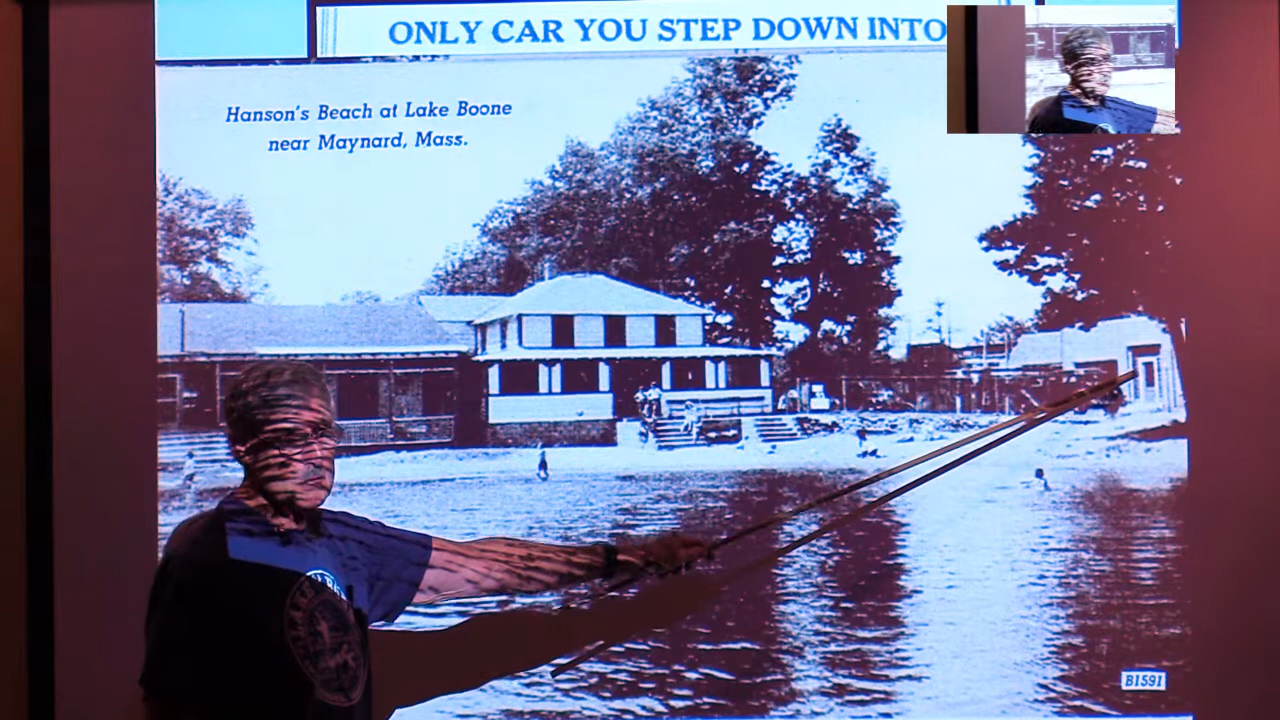 ONLY CAR YOU STEP DOWN INTO
Hanson's Beach at Lake Boone
near Maynard, Mass.
B1591